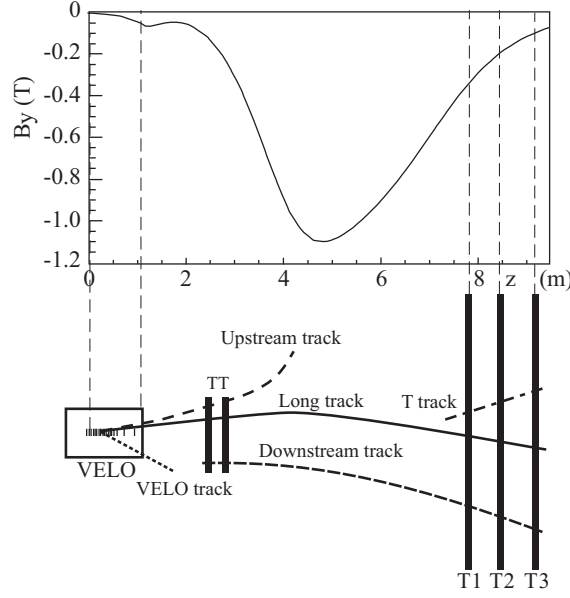 0
-0.2
-0.4
-0.6
-0.8
-1.0
-1.2
By (T)
0 2 4 6 8 z (m)
Upstream track
TT
Long track
T track
Downstream track
VELO
VELO track
T1 T2 T3